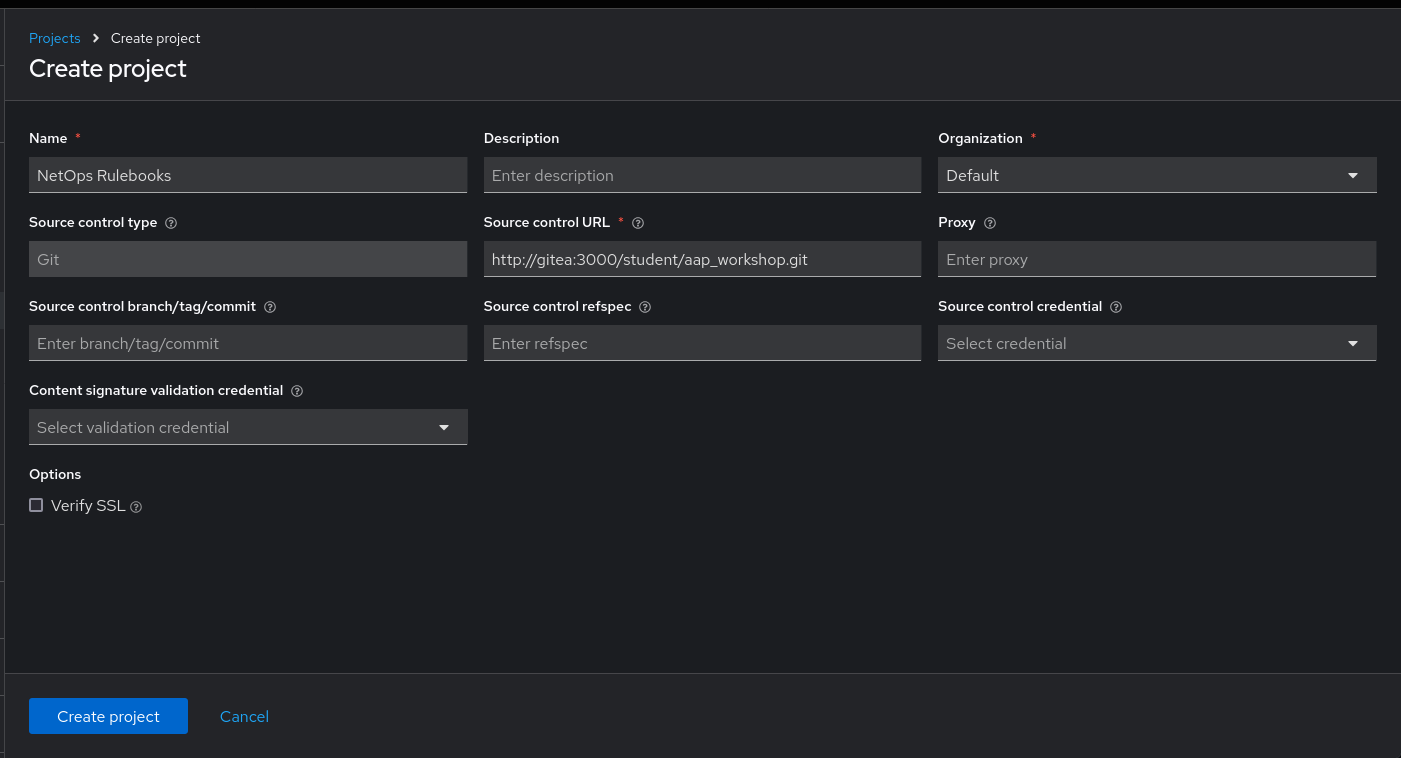 Projects > Create project
Create project
Name * Description Organization *
NetOps Rulebooks Enter description Default
Source control type Source control URL * Proxy
Git http://gitea:3000/student/aap_workshop.git Enter proxy
Source control branch/tag/commit Source control refspec Source control credential
Enter branch/tag/commit Enter refspec Select credential
Content signature validation credential
Select validation credential
Options
Verify SSL
Create project Cancel